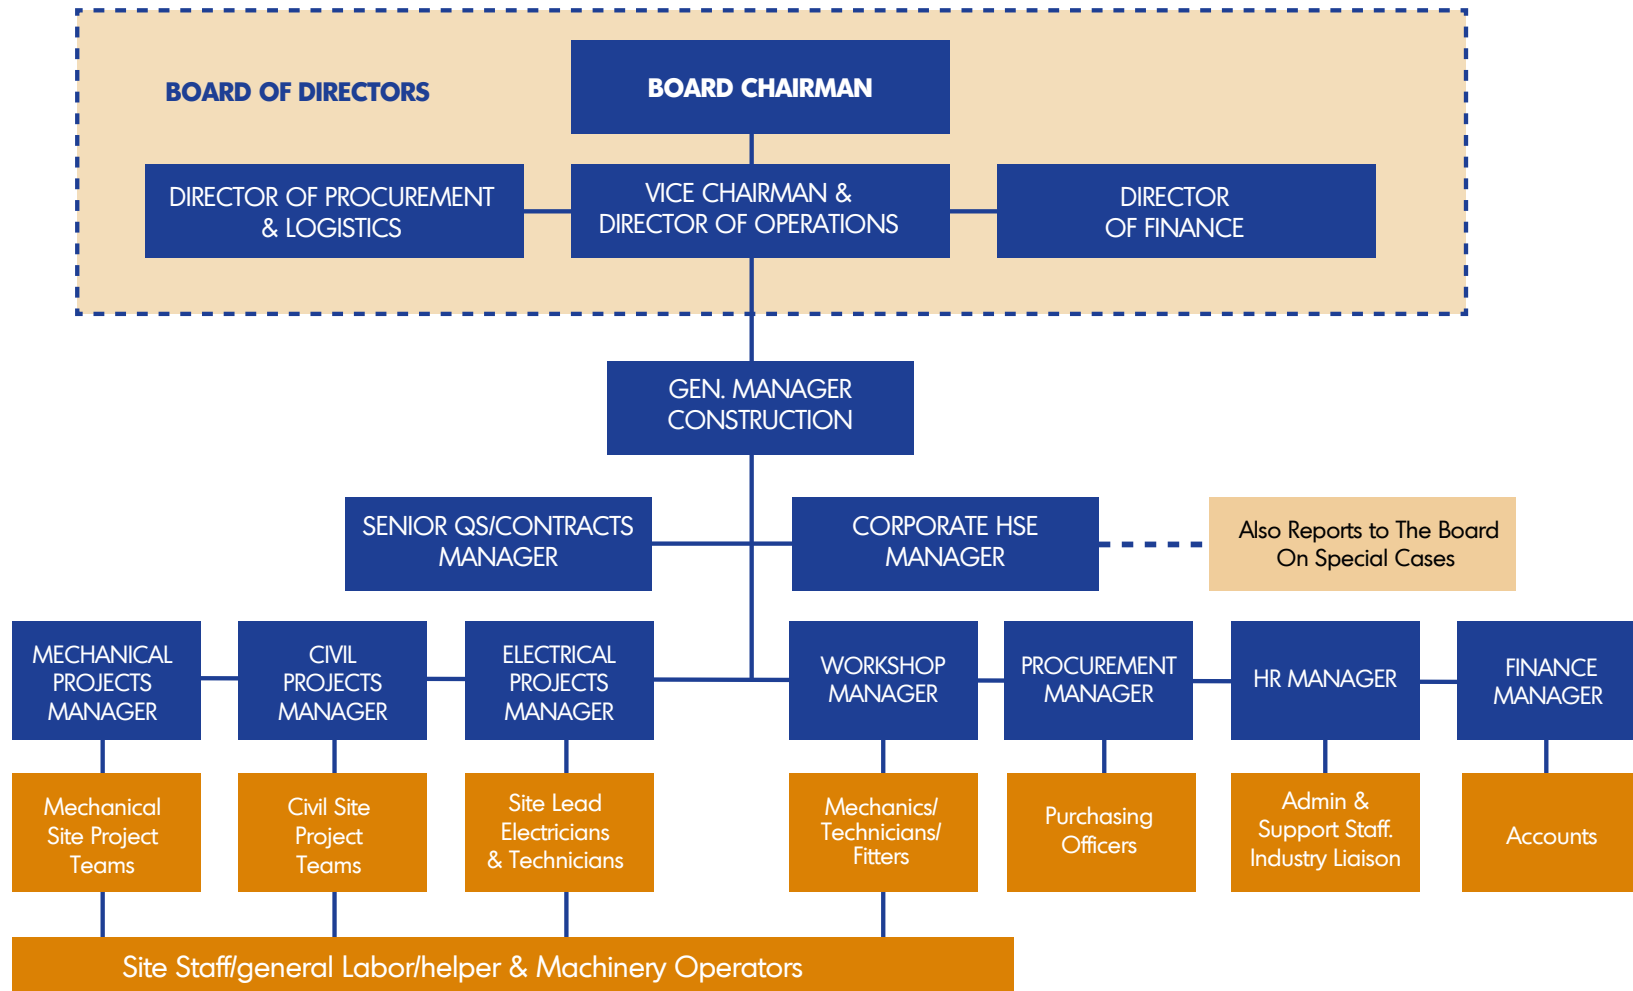 BOARD OF DIRECTORS
BOARD CHAIRMAN
DIRECTOR OF PROCUREMENT
& LOGISTICS
VICE CHAIRMAN &
DIRECTOR OF OPERATIONS
DIRECTOR
OF FINANCE
GEN. MANAGER
CONSTRUCTION
SENIOR QS/CONTRACTS
MANAGER
CORPORATE HSE
MANAGER
Also Reports to The Board
On Special Cases
MECHANICAL
PROJECTS
MANAGER
CIVIL
PROJECTS
MANAGER
ELECTRICAL
PROJECTS
MANAGER
WORKSHOP
MANAGER
PROCUREMENT
MANAGER
HR MANAGER
FINANCE
MANAGER
Mechanical
Site Project
Teams
Civil Site
Project
Teams
Site Lead
Electricians
& Technicians
Mechanics/
Technicians/
Fitters
Purchasing
Officers
Admin &
Support Staff.
Industry Liaison
Accounts
Site Staff/general Labor/helper & Machinery Operators